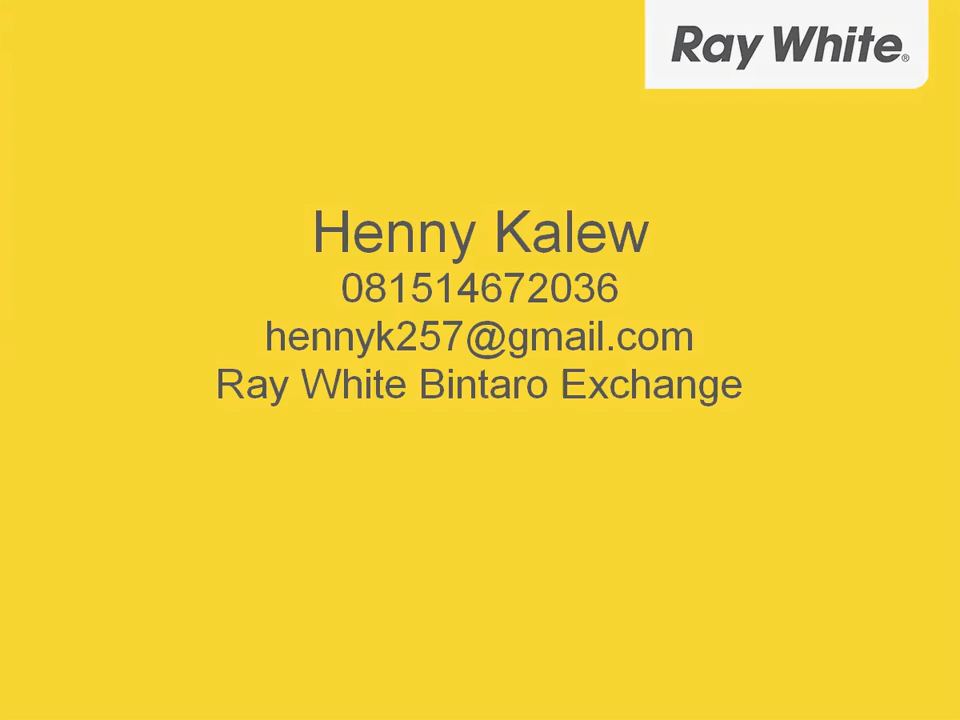 Ray White®
Henny Kalew
081514672036
hennyk257@gmail.com
Ray White Bintaro Exchange